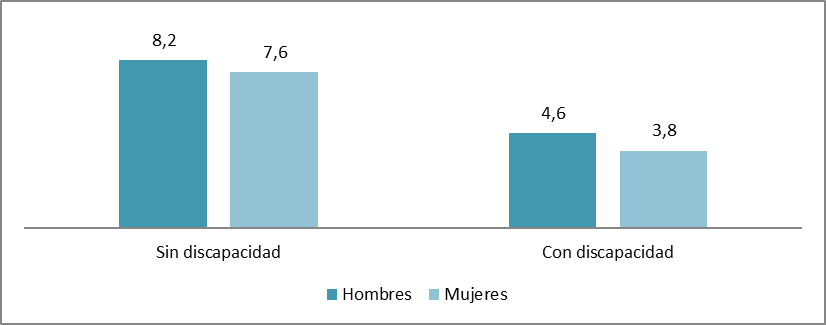 8,2
7,6
4,6
3,8
Sin discapacidad
Con discapacidad
Hombres Mujeres